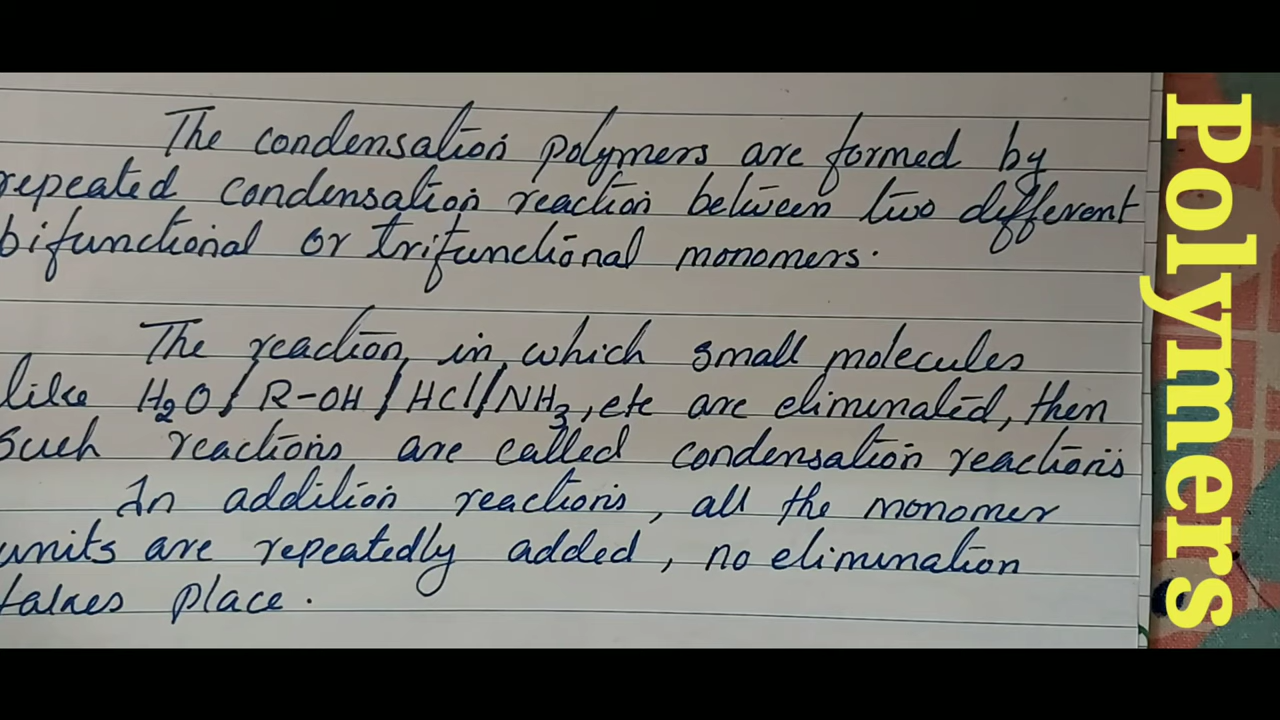 The condensation polymers are formed by
repeated condensation reaction between two different
bifunctional or trifunctional monomers.
The reaction, in which small molecules
like H₂O / R-OH / HCl / NH₃, etc are eliminated, then
such reactions are called condensation reactions
In addition reactions, all the monomer
units are repeatedly added, no elimination
takes place.
Polymers